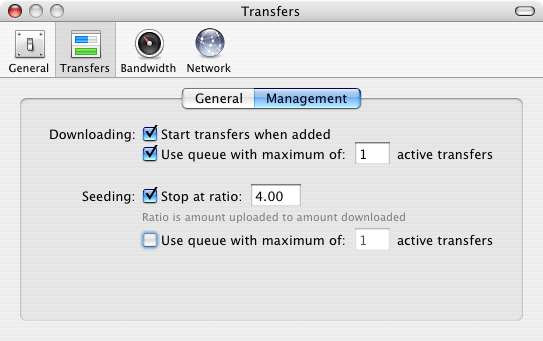 Transfers
General Transfers Bandwidth Network
General Management
Downloading: Start transfers when added
Use queue with maximum of: 1 active transfers
Seeding: Stop at ratio: 4.00
Ratio is amount uploaded to amount downloaded
Use queue with maximum of: 1 active transfers